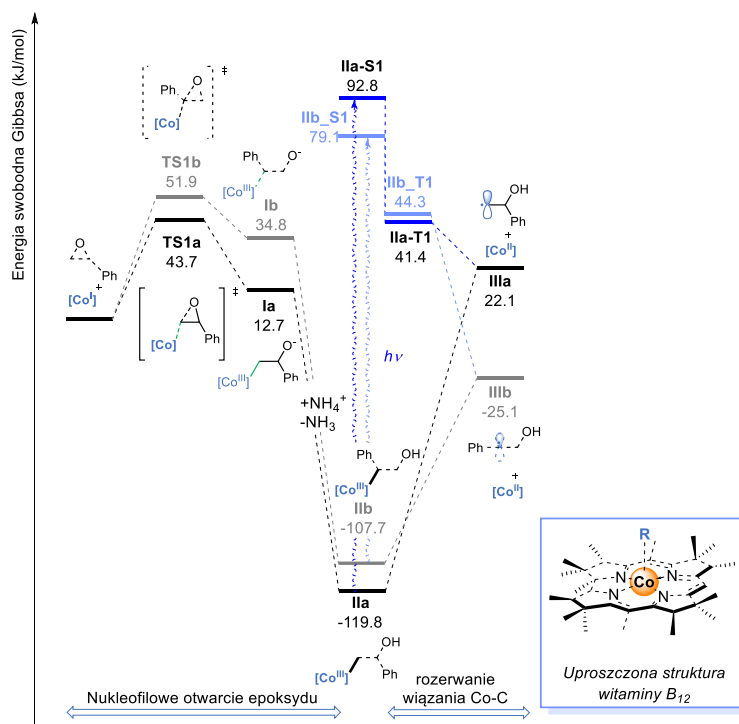 Energia swobodna Gibbsa (kJ/mol)
‡
O
Ph
[Co]
TS1b
51.9
Ph
O-
[CoIII]
Ib
34.8
O
Ph
+
[CoI]
TS1a
43.7
‡
O
[Co]
Ph
Ia
12.7
O-
[CoIII]
Ph
+NH4+
-NH3
IIa-S1
92.8
IIb_S1
79.1
IIb_T1
44.3
IIa-T1
41.4
hν
OH
Ph
+
[CoII]
IIIa
22.1
IIIb
-25.1
Ph
OH
+
[CoII]
Ph
OH
[CoIII]
IIb
-107.7
IIa
-119.8
OH
[CoIII]
Ph
Nukleofilowe otwarcie epoksydu
rozerwanie
wiązania Co-C
R
N
N
Co
N
N
Uproszczona struktura
witaminy B12